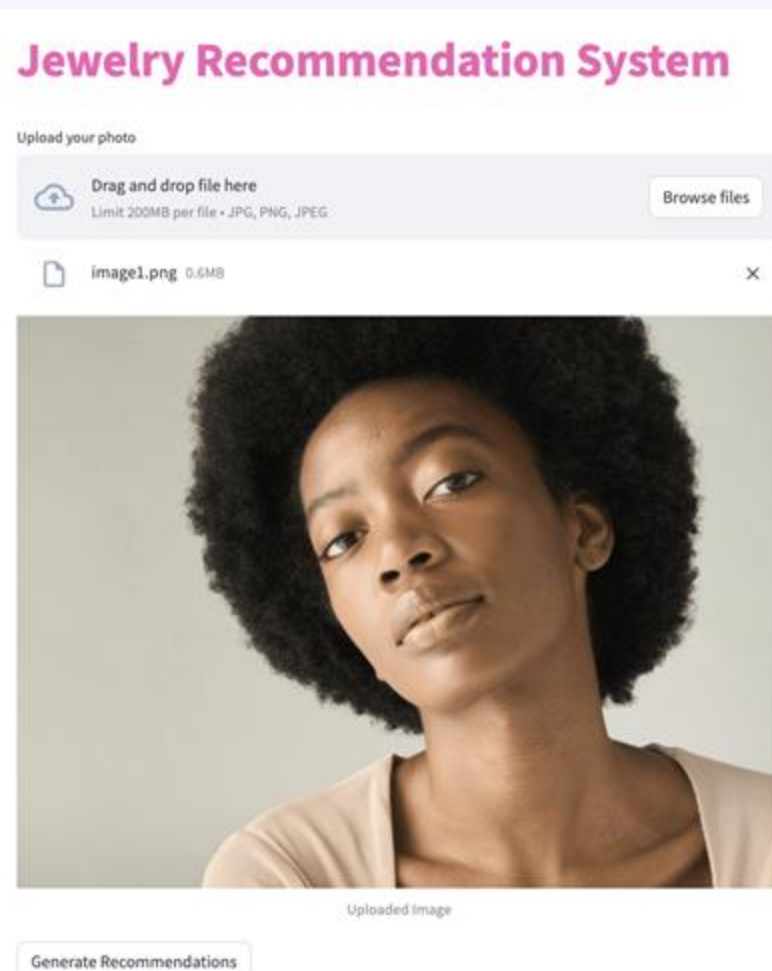 Jewelry Recommendation System
Upload your photo
Drag and drop file here
Limit 200MB per file • JPG, PNG, JPEG
Browse files
image1.png 0.6MB
Uploaded Image
Generate Recommendations